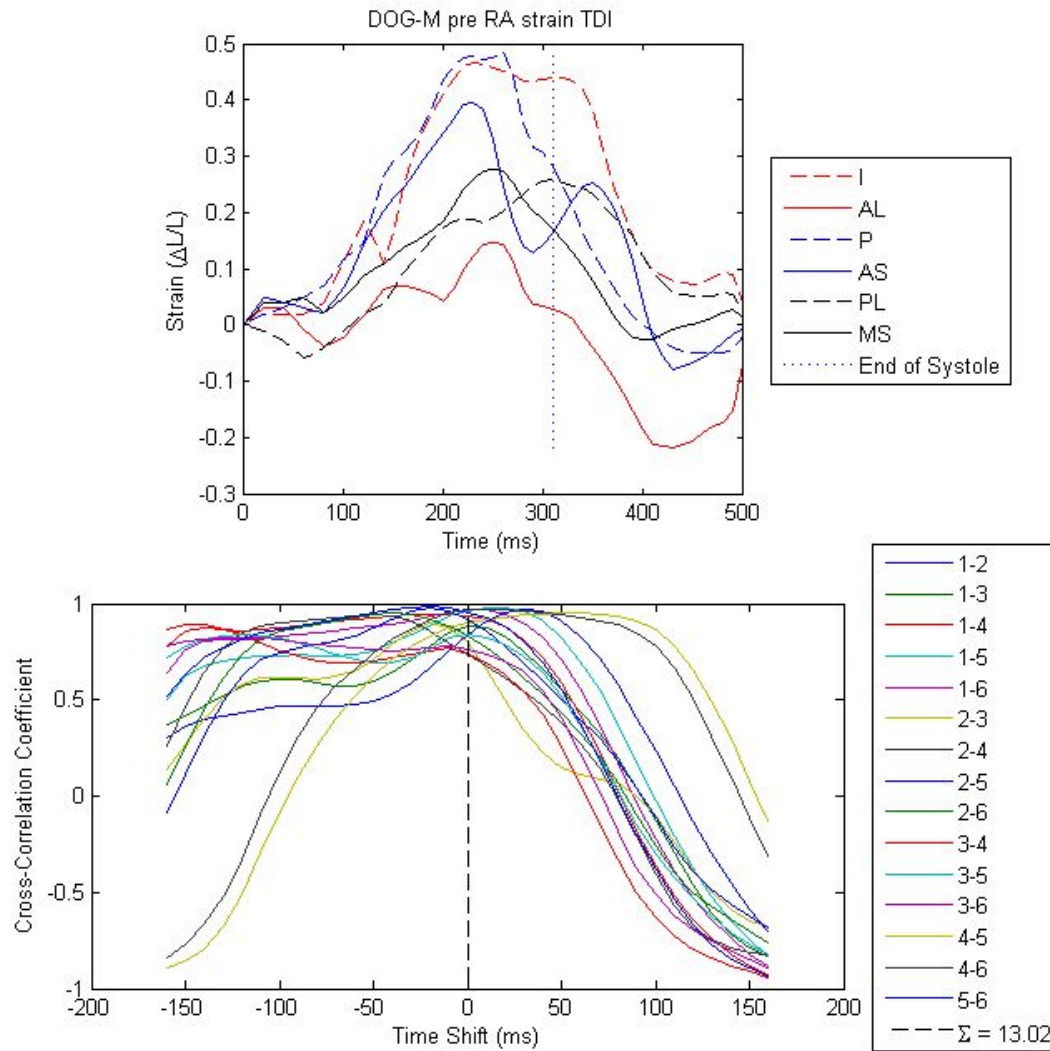 DOG-M pre RA strain TDI
0.5
0.4
0.3
0.2
0.1
0
-0.1
-0.2
-0.3
Strain (ΔL/L)
0 100 200 300 400 500
Time (ms)
I
AL
P
AS
PL
MS
End of Systole
1
0.5
0
-0.5
-1
Cross-Correlation Coefficient
-200 -150 -100 -50 0 50 100 150 200
Time Shift (ms)
1-2
1-3
1-4
1-5
1-6
2-3
2-4
2-5
2-6
3-4
3-5
3-6
4-5
4-6
5-6
Σ = 13.02